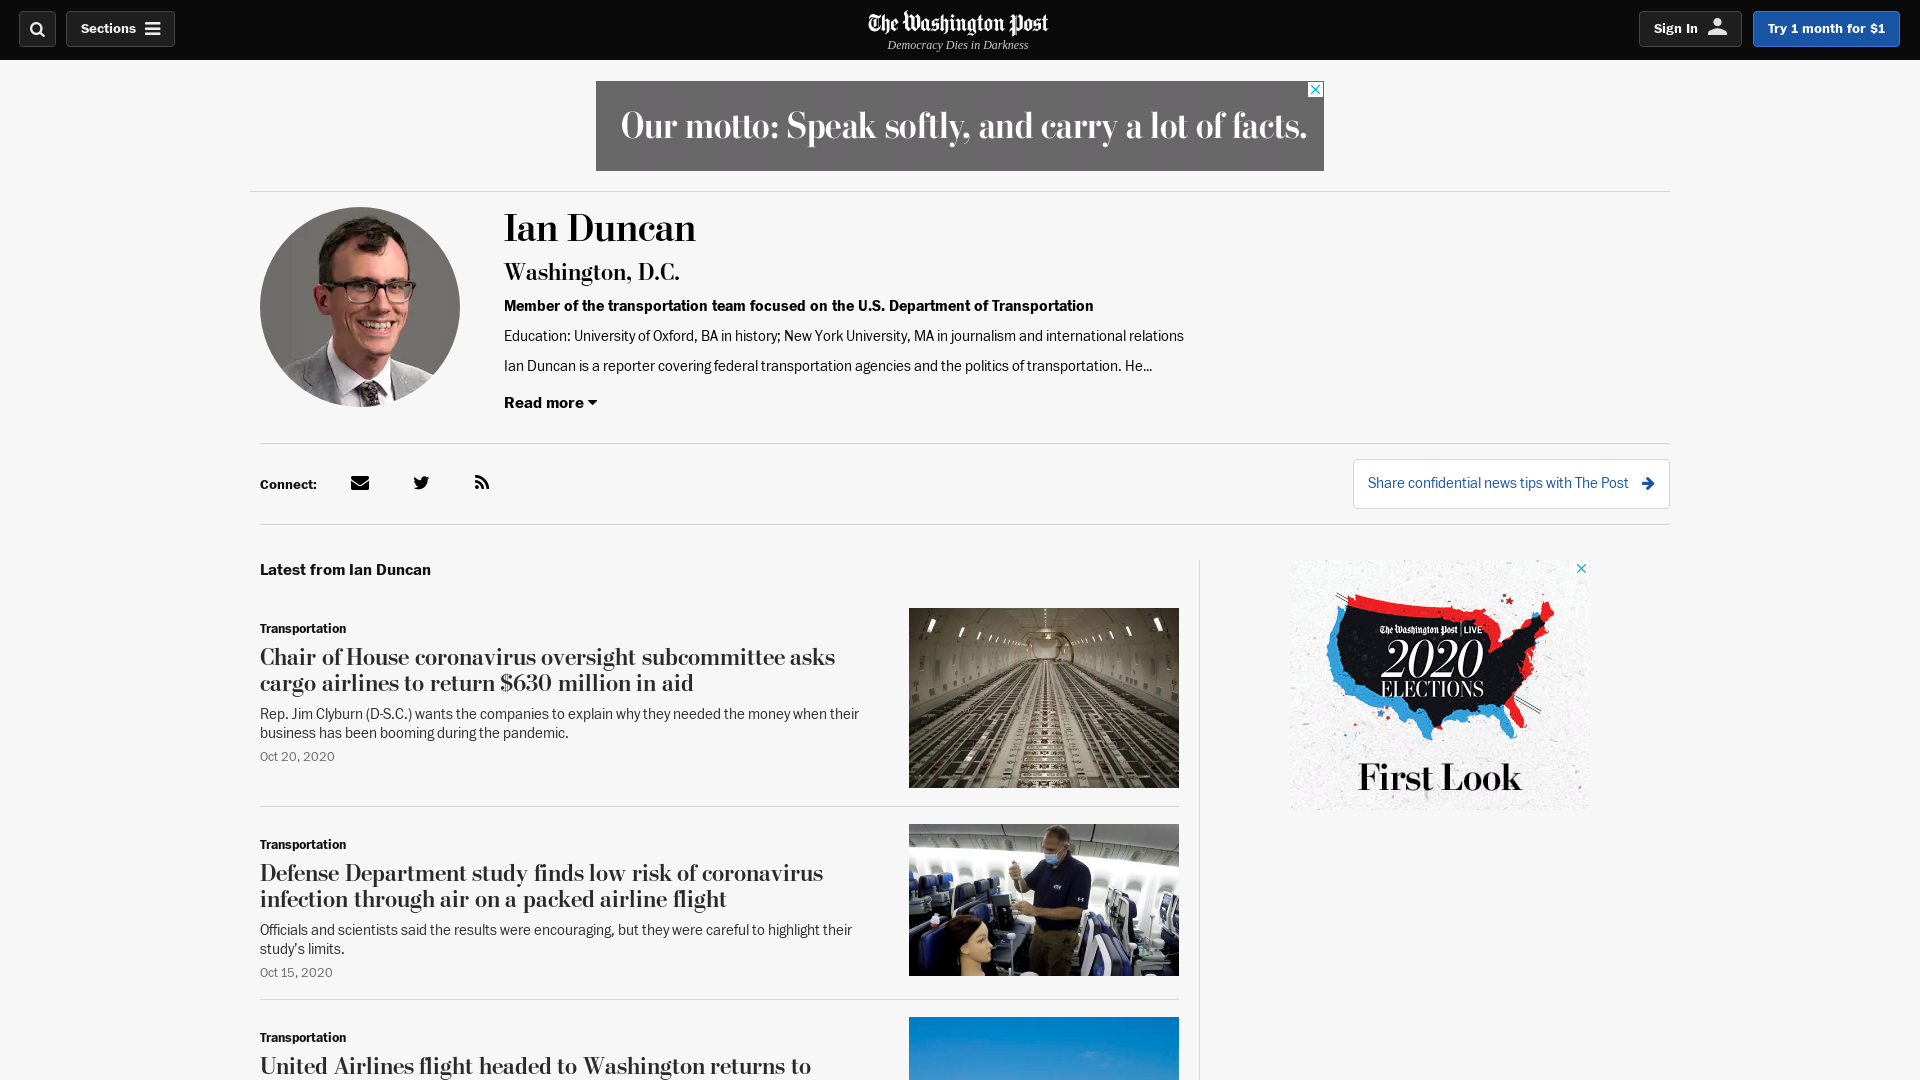 Sections
The Washington Post
Democracy Dies in Darkness
Sign In
Try 1 month for $1
Our motto: Speak softly, and carry a lot of facts.
Ian Duncan
Washington, D.C.
Member of the transportation team focused on the U.S. Department of Transportation
Education: University of Oxford, BA in history; New York University, MA in journalism and international relations
Ian Duncan is a reporter covering federal transportation agencies and the politics of transportation. He...
Read more
Connect:
Share confidential news tips with The Post
Latest from Ian Duncan
Transportation
Chair of House coronavirus oversight subcommittee asks
cargo airlines to return $630 million in aid
Rep. Jim Clyburn (D-S.C.) wants the companies to explain why they needed the money when their
business has been booming during the pandemic.
Oct 20, 2020
Transportation
Defense Department study finds low risk of coronavirus
infection through air on a packed airline flight
Officials and scientists said the results were encouraging, but they were careful to highlight their
study’s limits.
Oct 15, 2020
Transportation
United Airlines flight headed to Washington returns to
The Washington Post LIVE
2020
ELECTIONS
First Look